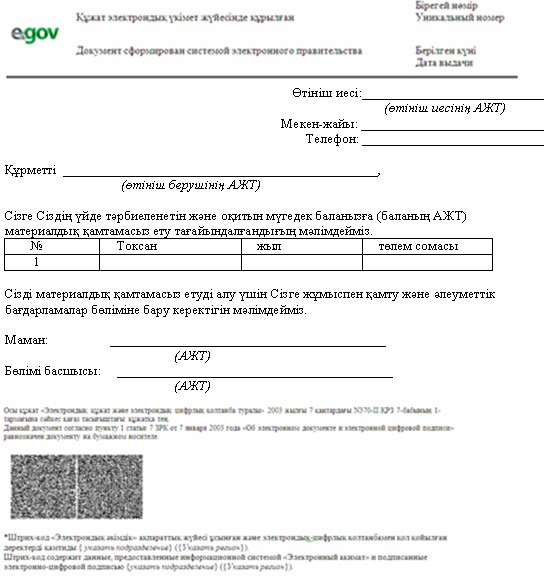 e.gov
Құжат электрондық үкімет жүйесінде құрылған
Бірегей нөмір
Уникальный номер
Документ сформирован системой электронного правительства
Берілген күні
Дата выдачи
Өтініш иесі:
(өтініш иесінің АЖТ)
Мекен-жайы:
Телефон:
Құрметті ,
(өтініш берушінің АЖТ)
Сізге Сіздің үйде тәрбиеленетін және оқитын мүгедек балаңызға (баланың АЖТ)
материалдық қамтамасыз ету тағайындалғандығың мәлімдейміз.
№ Тоқсан жыл төлем сомасы
1
Сізді материалдық қамтамасыз етуді алу үшін Сізге жұмыспен қамту және әлеуметтік
бағдарламалар бөліміне бару керектігін мәлімдейміз.
Маман:
(АЖТ)
Бөлімі басшысы:
(АЖТ)
Осы құжат «Электрондық құжат және электрондық цифрлық қолтаңба туралы» 2003 жылғы 7 қаңтардағы N370-II ҚРЗ 7-бабының 1-
тармағына сәйкес қағаз тасығыштағы құжатқа тең.
Данный документ согласно пункту 1 статьи 7 ЗРК от 7 января 2003 года «Об электронном документе и электронной цифровой подписи»
равнозначен документу на бумажном носителе.
*Штрих-код «Электрондық әкімдік» ақпараттық жүйесі ұсынған және электрондық-цифрлық қолтаңбамен қол қойылған
деректерді қамтиды {указать подразделение} ({Указать регион}).
Штрих-код содержит данные, предоставленные информационной системой «Электронный акимат» и подписанные
электронно-цифровой подписью {указать подразделение} ({Указать регион}).